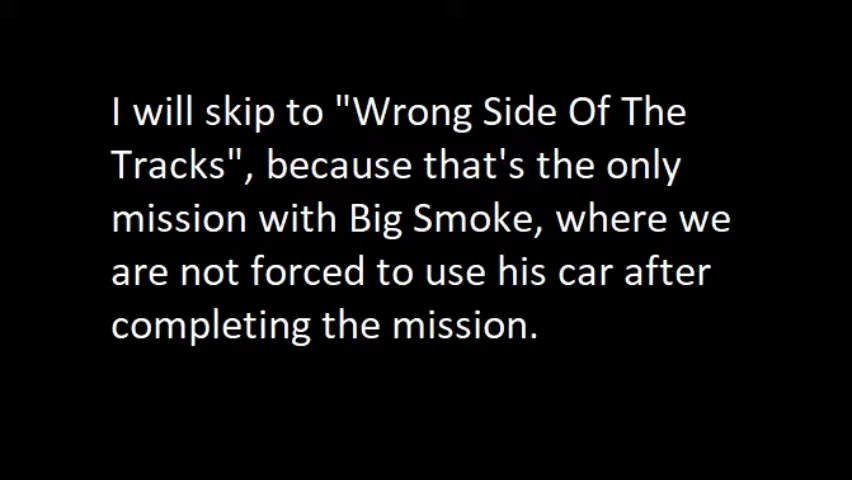 I will skip to "Wrong Side Of The
Tracks", because that's the only
mission with Big Smoke, where we
are not forced to use his car after
completing the mission.